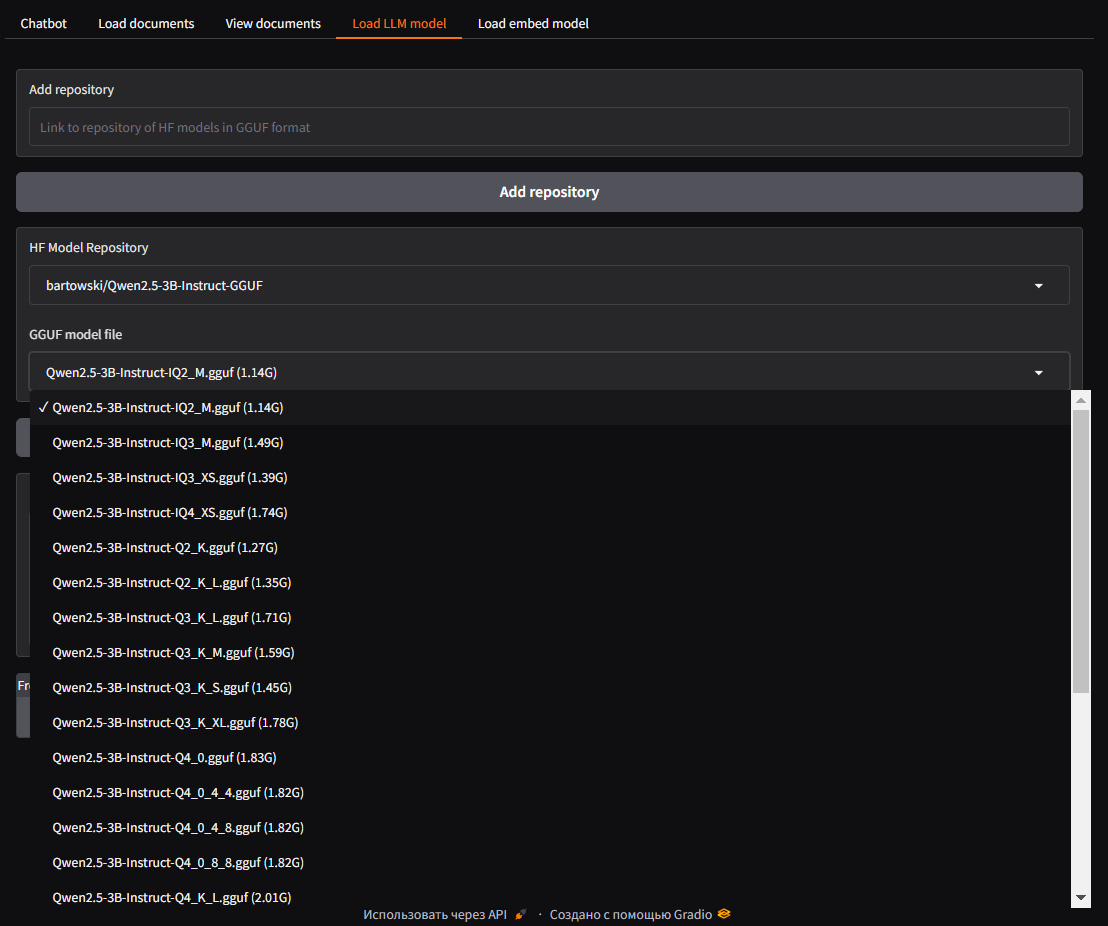 Chatbot Load documents View documents Load LLM model Load embed model
Add repository
Link to repository of HF models in GGUF format
Add repository
HF Model Repository
bartowski/Qwen2.5-3B-Instruct-GGUF
GGUF model file
Qwen2.5-3B-Instruct-IQ2_M.gguf (1.14G)
✓ Qwen2.5-3B-Instruct-IQ2_M.gguf (1.14G)
Qwen2.5-3B-Instruct-IQ3_M.gguf (1.49G)
Qwen2.5-3B-Instruct-IQ3_XS.gguf (1.39G)
Qwen2.5-3B-Instruct-IQ4_XS.gguf (1.74G)
Qwen2.5-3B-Instruct-Q2_K.gguf (1.27G)
Qwen2.5-3B-Instruct-Q2_K_L.gguf (1.35G)
Qwen2.5-3B-Instruct-Q3_K_L.gguf (1.71G)
Qwen2.5-3B-Instruct-Q3_K_M.gguf (1.59G)
Qwen2.5-3B-Instruct-Q3_K_S.gguf (1.45G)
Qwen2.5-3B-Instruct-Q3_K_XL.gguf (1.78G)
Qwen2.5-3B-Instruct-Q4_0.gguf (1.83G)
Qwen2.5-3B-Instruct-Q4_0_4_4.gguf (1.82G)
Qwen2.5-3B-Instruct-Q4_0_4_8.gguf (1.82G)
Qwen2.5-3B-Instruct-Q4_0_8_8.gguf (1.82G)
Qwen2.5-3B-Instruct-Q4_K_L.gguf (2.01G)
Использовать через API · Создано с помощью Gradio